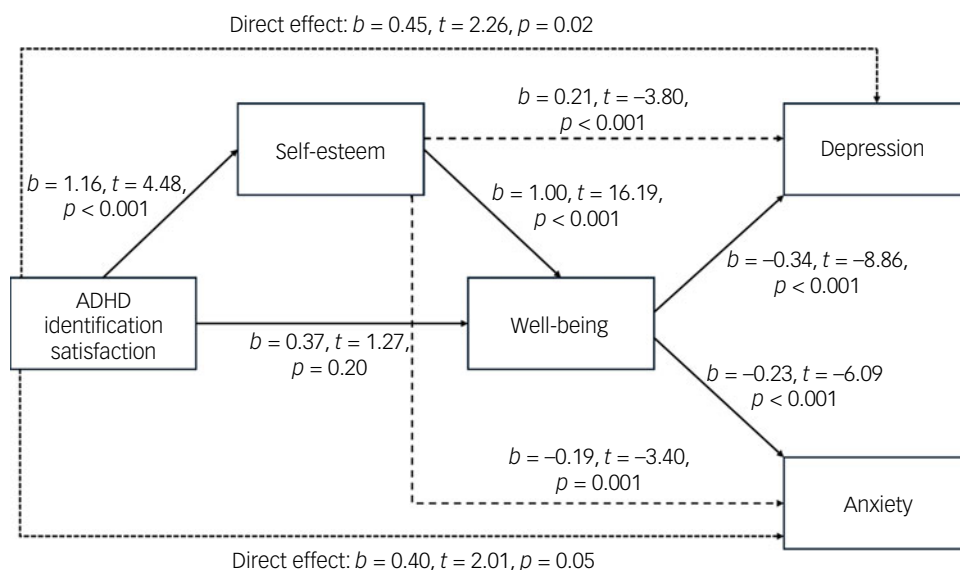 Direct effect: b = 0.45, t = 2.26, p = 0.02
b = 0.21, t = –3.80,
p < 0.001
Self-esteem
Depression
b = 1.16, t = 4.48,
p < 0.001
b = 1.00, t = 16.19,
p < 0.001
b = –0.34, t = –8.86,
p < 0.001
ADHD
identification
satisfaction
Well-being
b = 0.37, t = 1.27,
p = 0.20
b = –0.23, t = –6.09
p < 0.001
b = –0.19, t = –3.40,
p = 0.001
Anxiety
Direct effect: b = 0.40, t = 2.01, p = 0.05